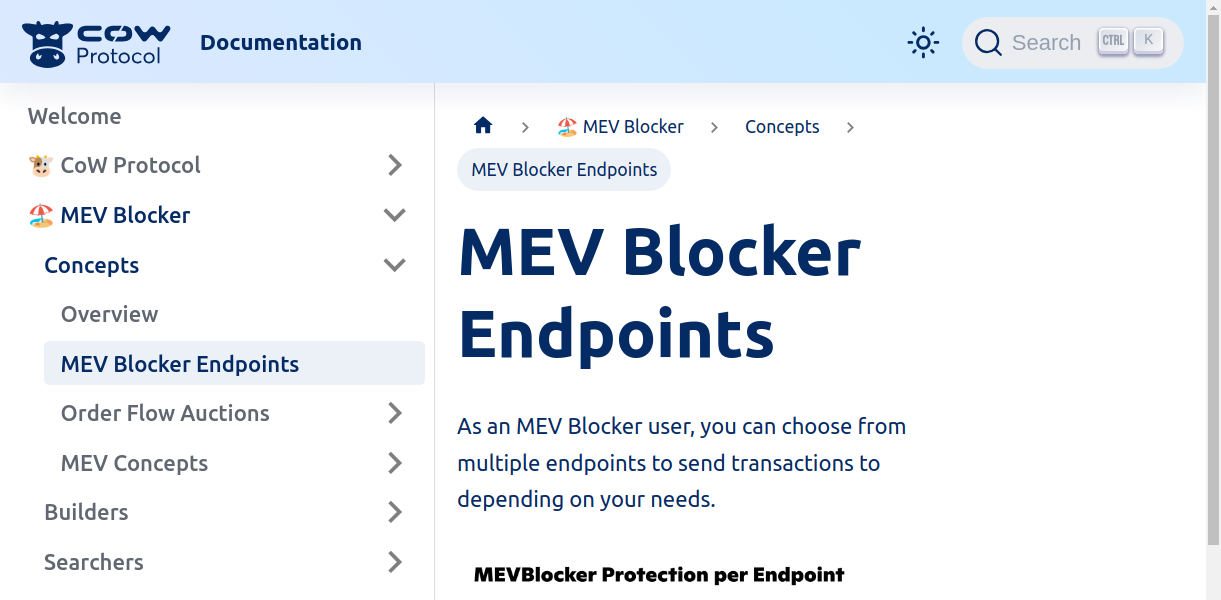 COW
Protocol
Documentation
Search
CTRL
K
Welcome
CoW Protocol
MEV Blocker
Concepts
Overview
MEV Blocker Endpoints
Order Flow Auctions
MEV Concepts
Builders
Searchers
MEV Blocker
Concepts
MEV Blocker Endpoints
MEV Blocker
Endpoints
As an MEV Blocker user, you can choose from
multiple endpoints to send transactions to
depending on your needs.
MEVBlocker Protection per Endpoint